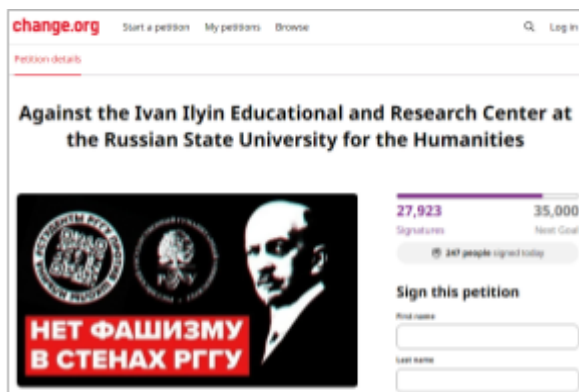 change.org
Start a petition
My petitions
Browse
Log in
Petition details
Against the Ivan Ilyin Educational and Research Center at
the Russian State University for the Humanities
НЕТ ФАШИЗМУ
В СТЕНАХ РГГУ
27,923
35,000
Signatures
Next Goal
247 people signed today
Sign this petition
First name
Last name